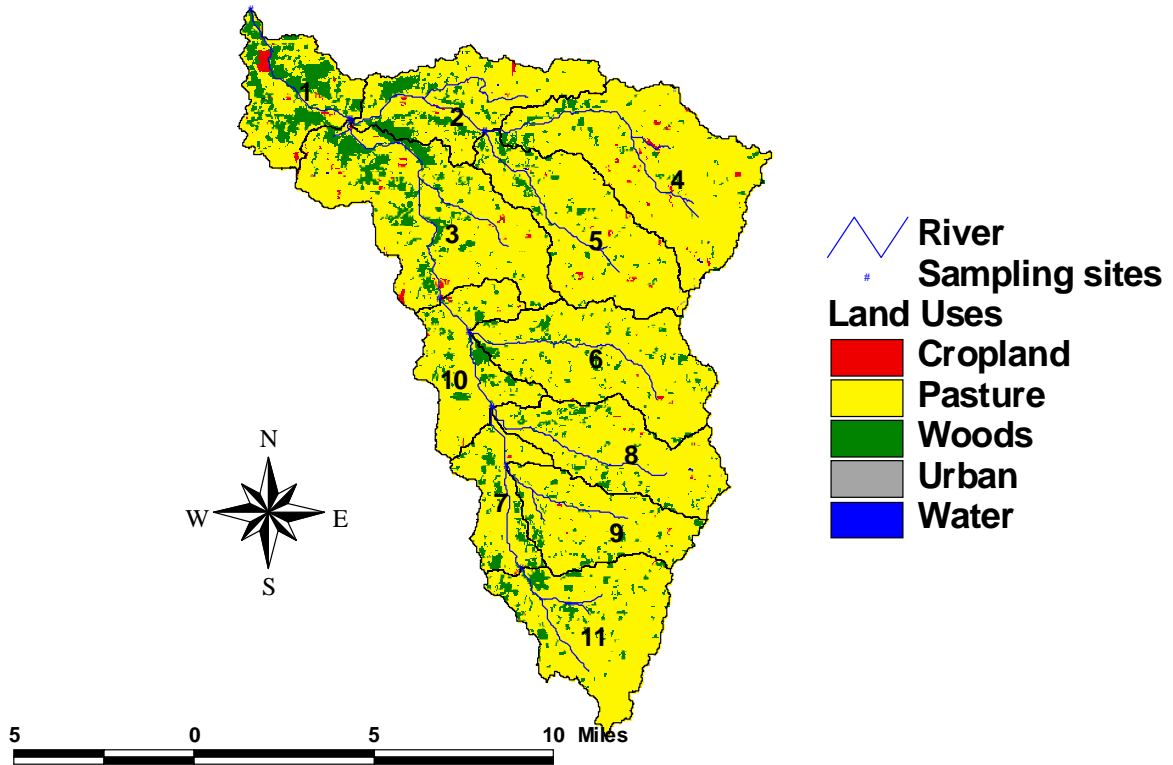 1
2
4
3
5
6
10
8
7
9
11
River
# Sampling sites
Land Uses
Cropland
Pasture
Woods
Urban
Water
N
W E
S
5 0 5 10 Miles